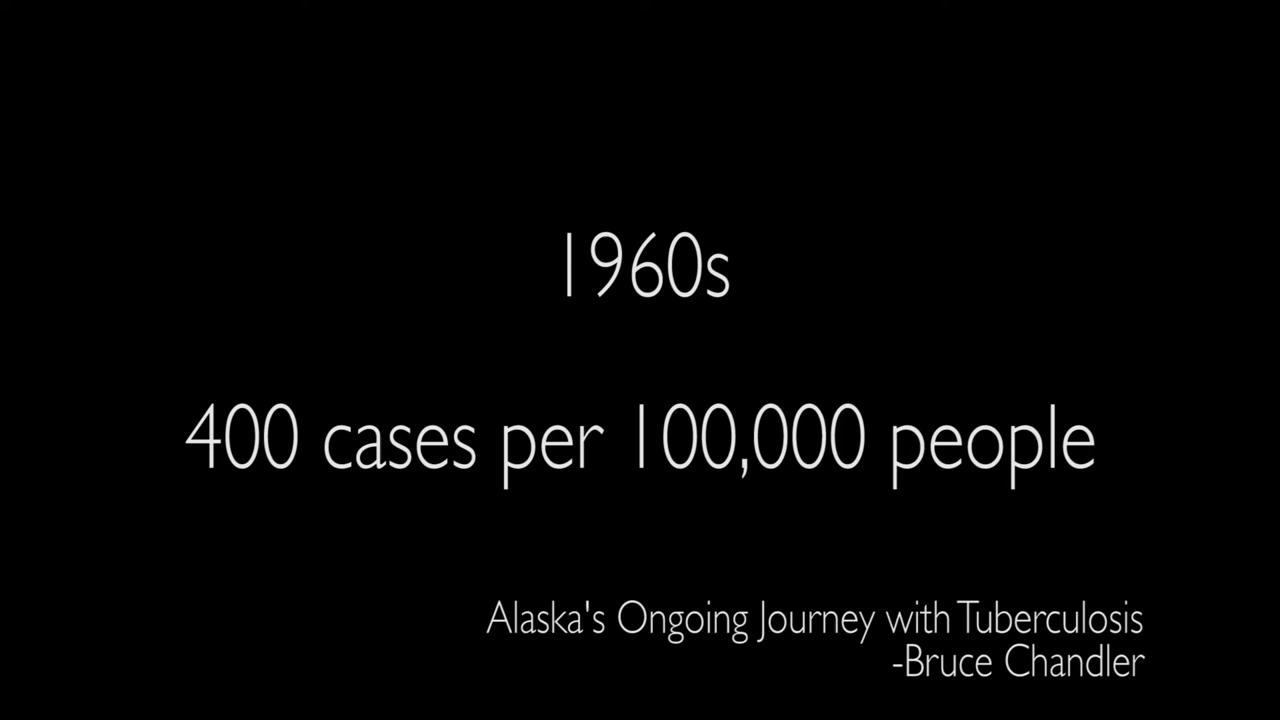 1960s
400 cases per 100,000 people
Alaska's Ongoing Journey with Tuberculosis
-Bruce Chandler